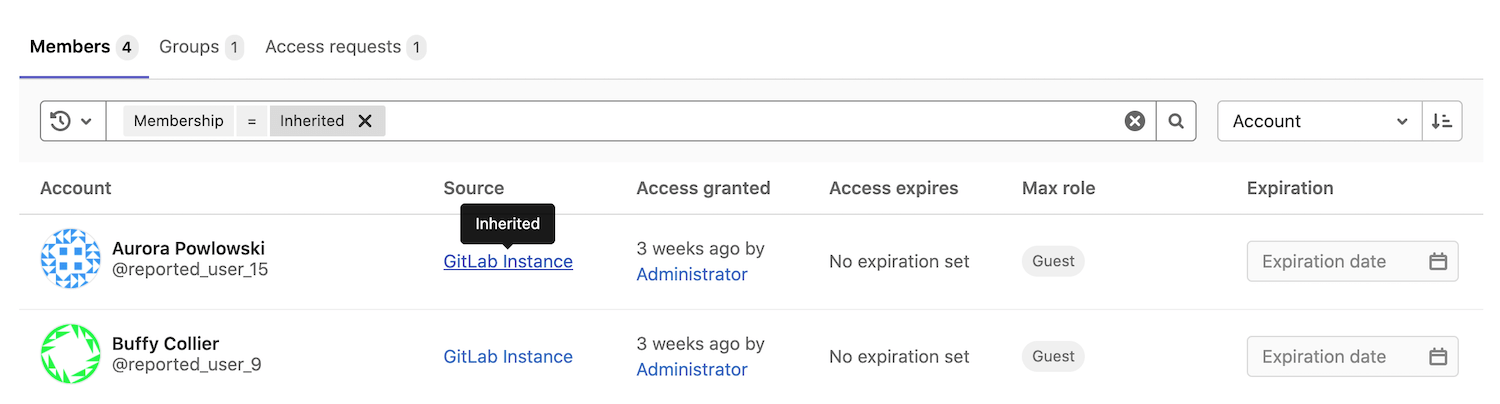 Members 4 Groups 1 Access requests 1
Membership = Inherited Account
Account Source Access granted Access expires Max role Expiration
Inherited
Aurora Powlowski
@reported_user_15
GitLab Instance
3 weeks ago by
Administrator
No expiration set
Guest
Expiration date
Buffy Collier
@reported_user_9
GitLab Instance
3 weeks ago by
Administrator
No expiration set
Guest
Expiration date